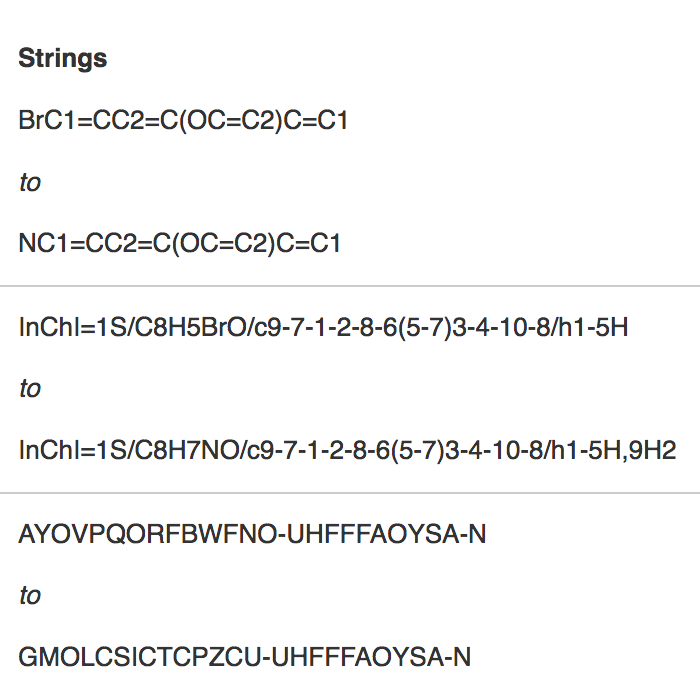 Strings
BrC1=CC2=C(OC=C2)C=C1
to
NC1=CC2=C(OC=C2)C=C1
InChI=1S/C8H5BrO/c9-7-1-2-8-6(5-7)3-4-10-8/h1-5H
to
InChI=1S/C8H7NO/c9-7-1-2-8-6(5-7)3-4-10-8/h1-5H,9H2
AYOVPQORFBWFNO-UHFFFAOYSA-N
to
GMOLCSICTCPZCU-UHFFFAOYSA-N